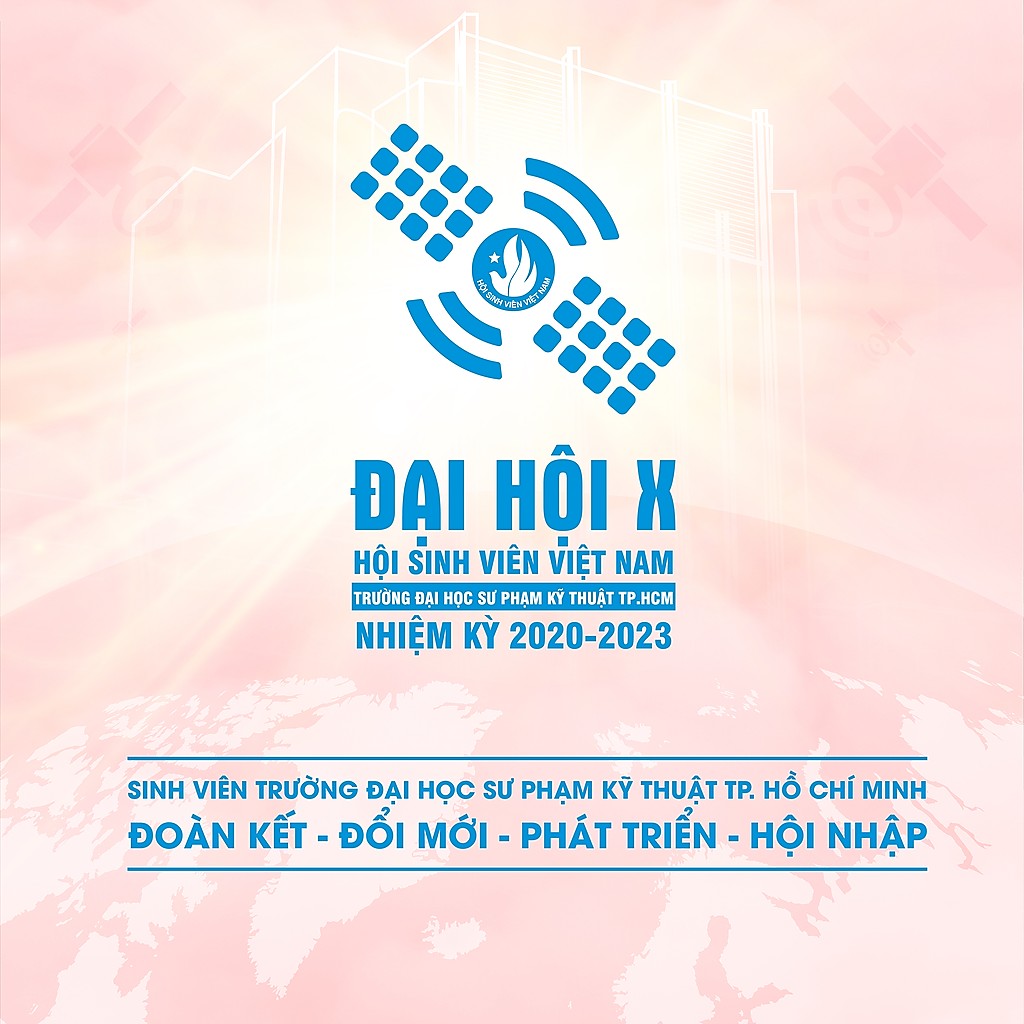 HỘI SINH VIÊN VIỆT NAM
ĐẠI HỘI X
HỘI SINH VIÊN VIỆT NAM
TRƯỜNG ĐẠI HỌC SƯ PHẠM KỸ THUẬT TP.HCM
NHIỆM KỲ 2020-2023
SINH VIÊN TRƯỜNG ĐẠI HỌC SƯ PHẠM KỸ THUẬT TP. HỒ CHÍ MINH
ĐOÀN KẾT - ĐỔI MỚI - PHÁT TRIỂN - HỘI NHẬP